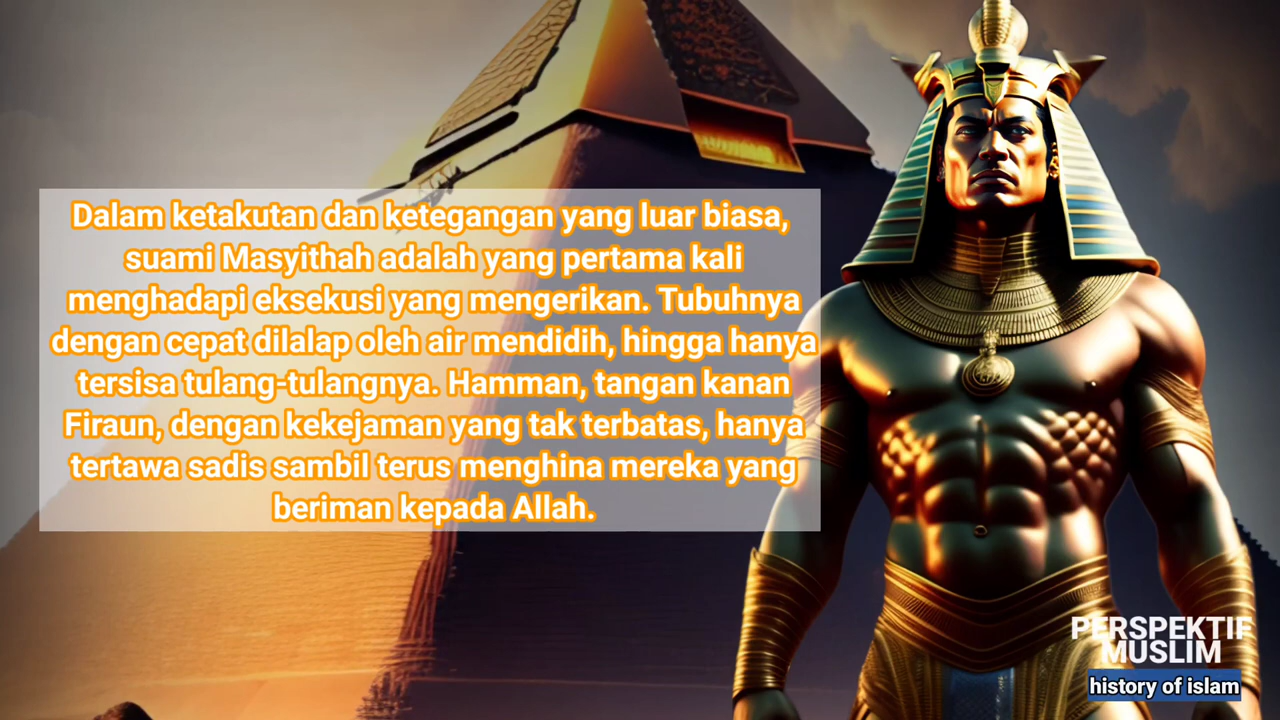 Dalam ketakutan dan ketegangan yang luar biasa,
suami Masyithah adalah yang pertama kali
menghadapi eksekusi yang mengerikan. Tubuhnya
dengan cepat dilalap oleh air mendidih, hingga hanya
tersisa tulang-tulangnya. Hamman, tangan kanan
Firaun, dengan kekejaman yang tak terbatas, hanya
tertawa sadis sambil terus menghina mereka yang
beriman kepada Allah.
PERSPEKTIF
MUSLIM
history of islam